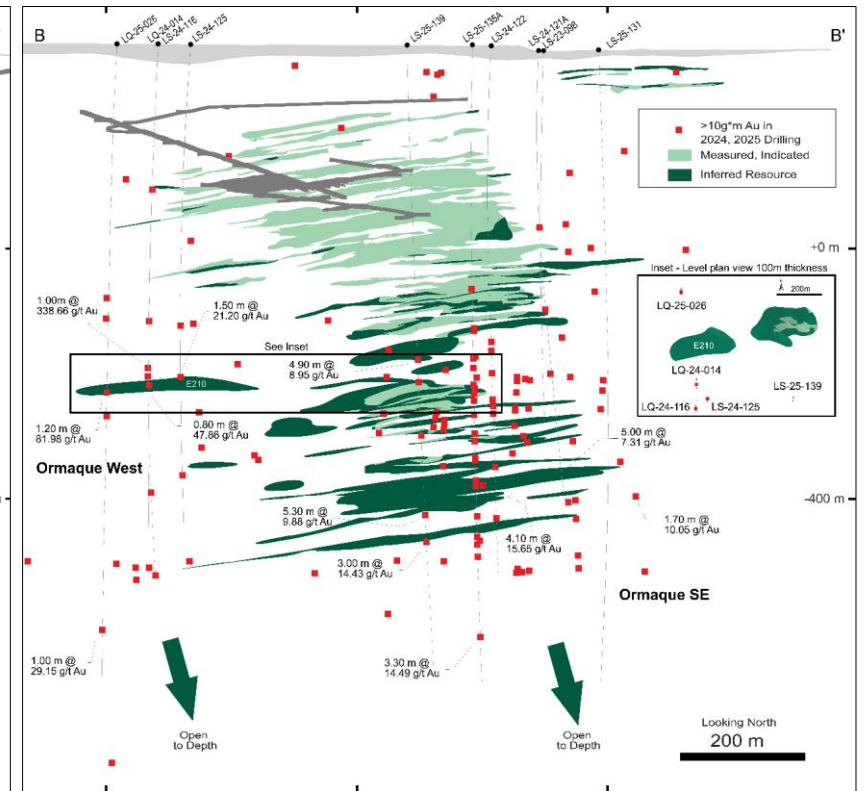 B
B'
LQ-25-026
LQ-24-014
LS-24-116
LS-24-125
LS-25-139
LS-25-135A
LS-24-122
LS-24-121A
LS-23-098
LS-25-131
>10g*m Au in
2024, 2025 Drilling
Measured, Indicated
Inferred Resource
+0 m
Inset - Level plan view 100m thickness
200m
LQ-25-026
E210
LQ-24-014
LQ-24-116
LS-24-125
LS-25-139
1.00m @
338.66 g/t Au
1.50 m @
21.20 g/t Au
See Inset
4.90 m @
8.95 g/t Au
E210
1.20 m @
81.98 g/t Au
0.80 m @
47.86 g/t Au
5.00 m @
7.31 g/t Au
Ormaque West
-400 m
5.30 m @
9.88 g/t Au
4.10 m @
15.65 g/t Au
1.70 m @
10.05 g/t Au
3.00 m @
14.43 g/t Au
Ormaque SE
1.00 m @
29.15 g/t Au
3.30 m @
14.49 g/t Au
Open
to Depth
Open
to Depth
Looking North
200 m